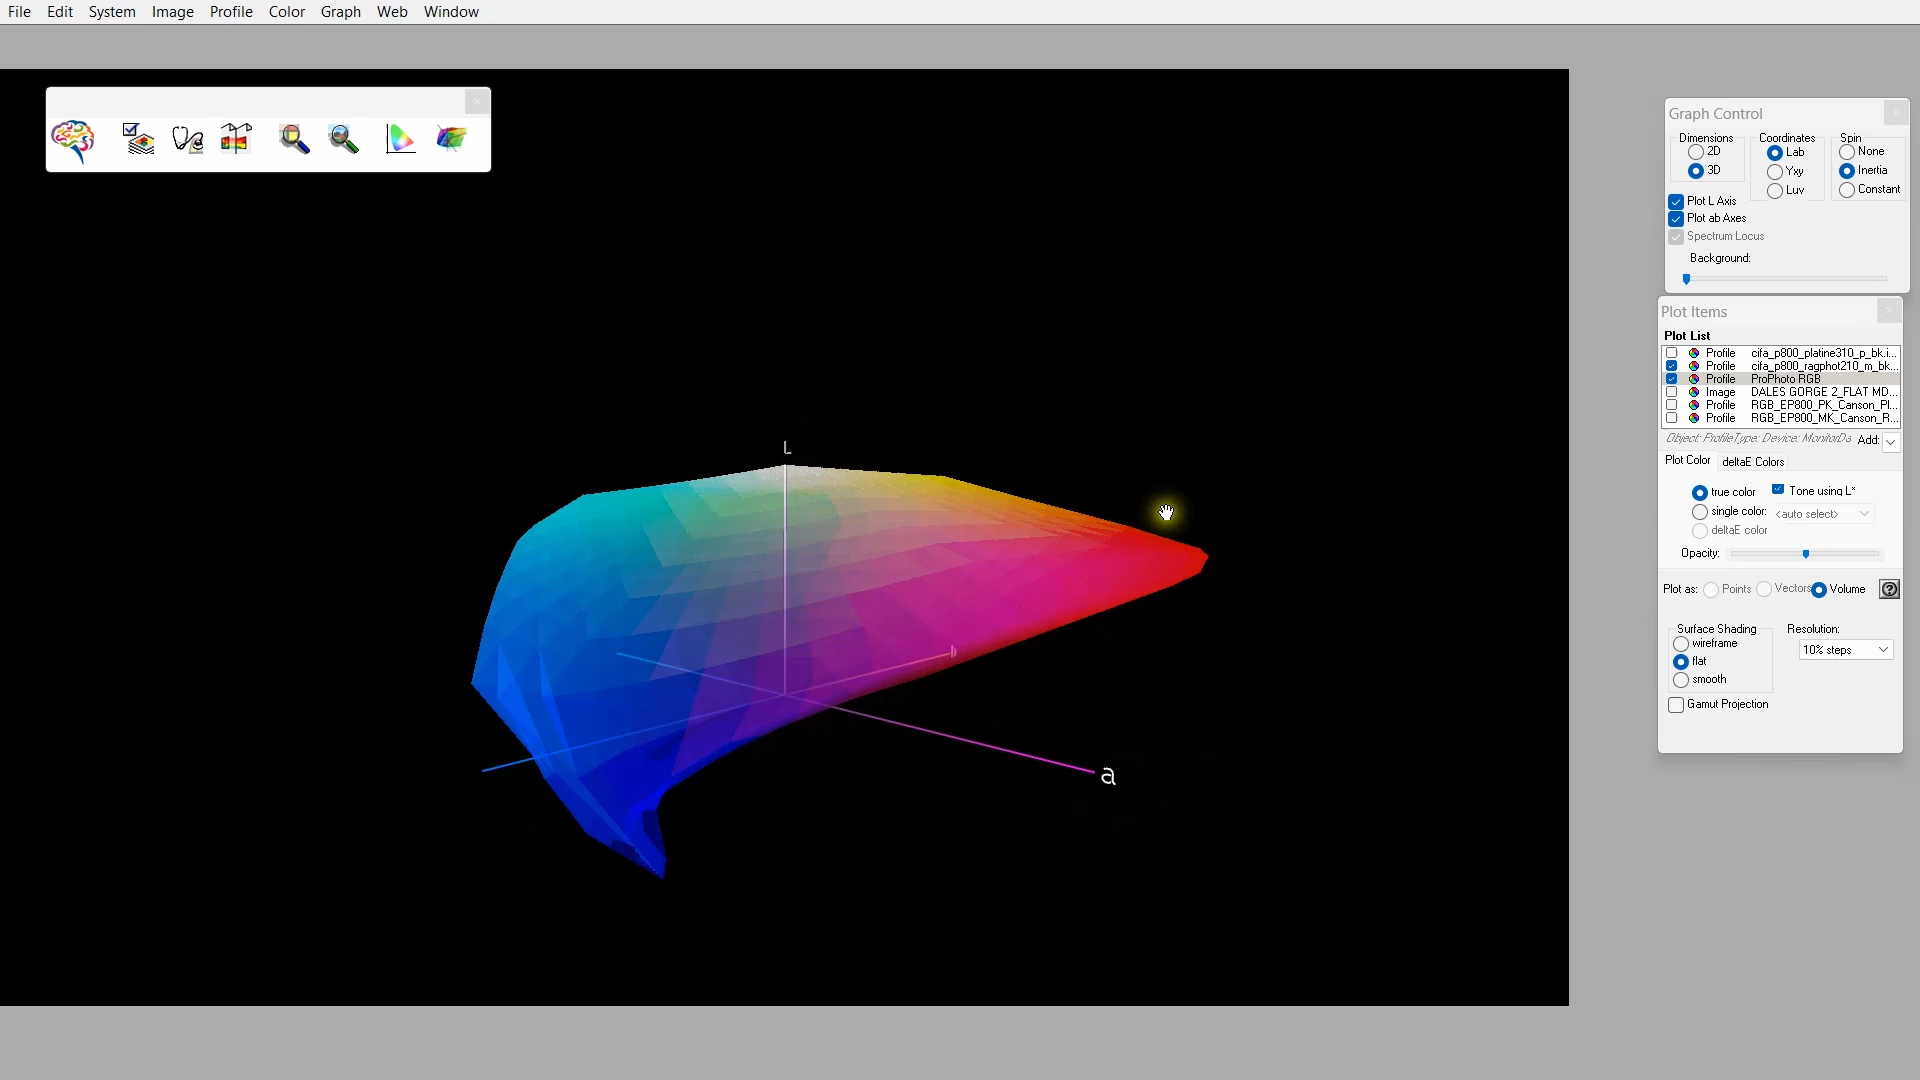 File Edit System Image Profile Color Graph Web Window
Graph Control
Dimensions Coordinates Spin
2D Lab None
3D Yxy Inertia
Luv Constant
Plot L Axis
Plot ab Axes
Spectrum Locus
Background:
Plot Items
Plot List
Profile cifa_p800_platine310_p_bk.i...
Profile cifa_p800_ragphot210_m_bk...
Profile ProPhoto RGB
Image DALES GORGE 2_FLAT MD...
Profile RGB_EP800_PK_Canson_Pl...
Profile RGB_EP800_MK_Canson_R...
Object: ProfileType: Device: MonitorDa Add:
Plot Color deltaE Colors
true color Tone using L*
single color: <auto select>
deltaE color
Opacity:
Plot as: Points Vectors Volume
Surface Shading Resolution:
wireframe 10% steps
flat
smooth
Gamut Projection
L
b
a